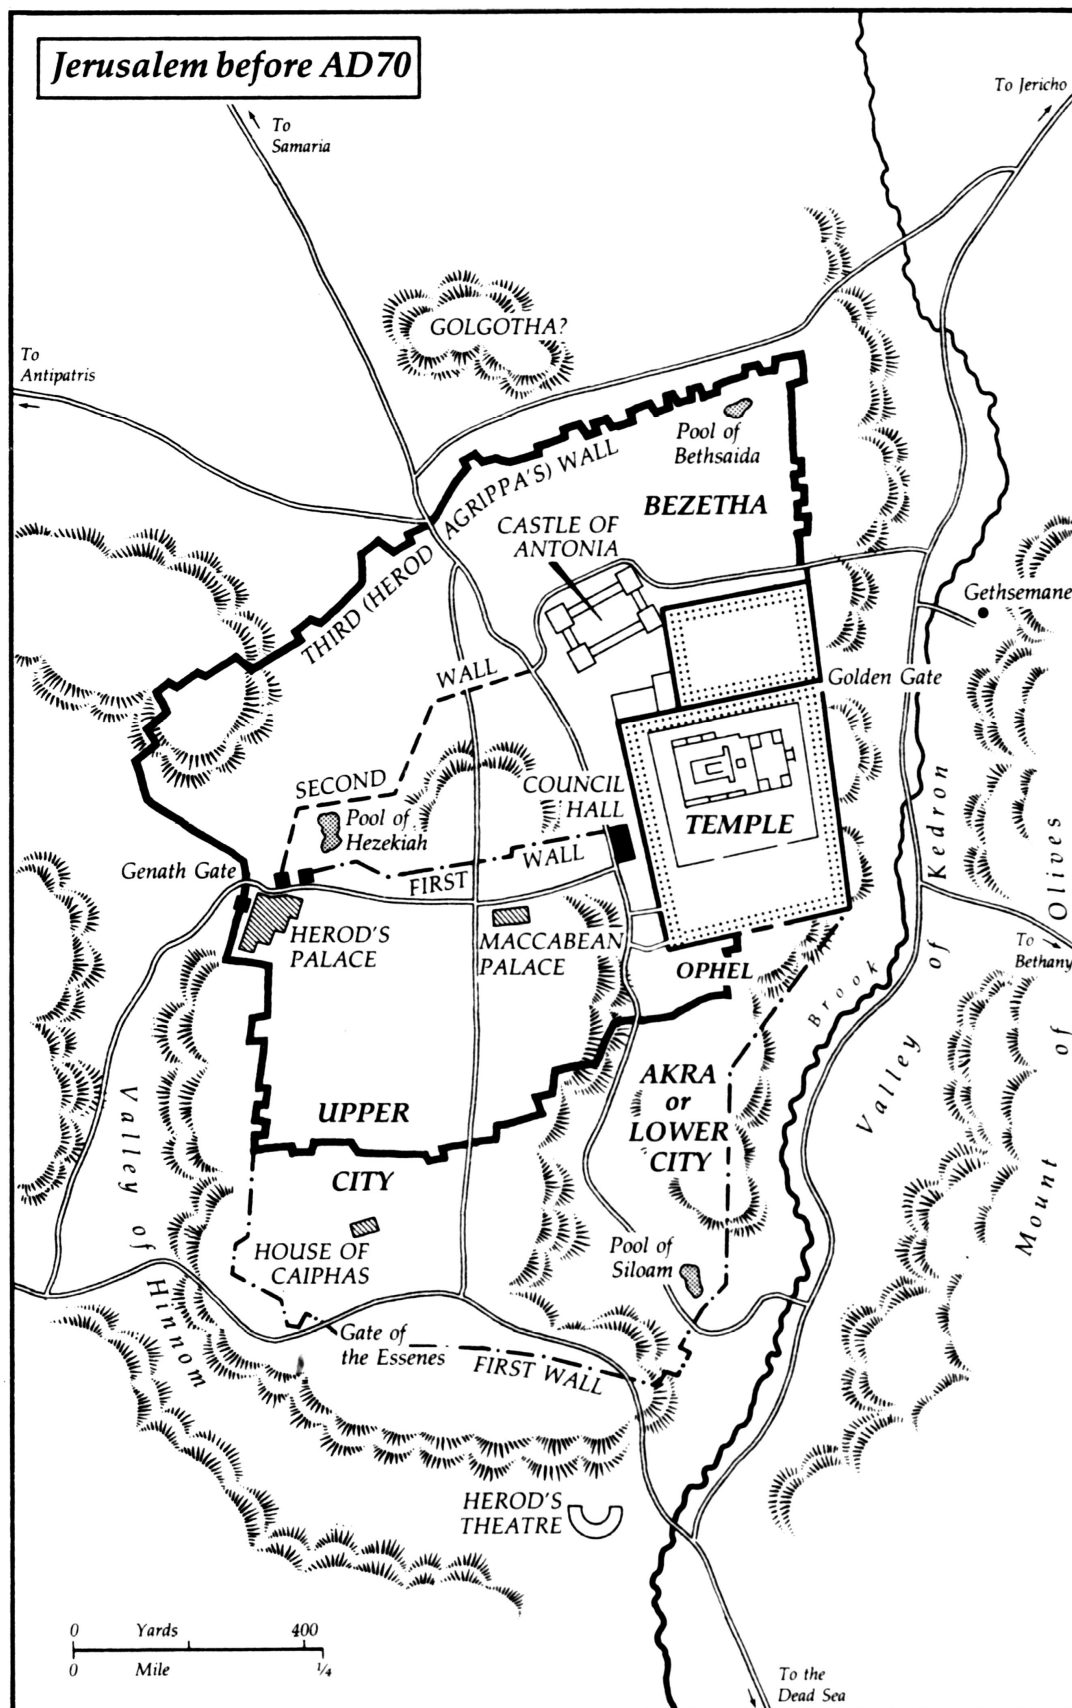 Jerusalem before AD70
To Jericho
To
Samaria
GOLGOTHA?
To
Antipatris
Pool of
Bethsaida
THIRD (HEROD AGRIPPA'S) WALL
BEZETHA
CASTLE OF
ANTONIA
Gethsemane
WALL
Golden Gate
SECOND
COUNCIL
HALL
Pool of
Hezekiah
TEMPLE
WALL
FIRST
Genath Gate
HEROD'S
PALACE
MACCABEAN
PALACE
OPHEL
To
Bethany
Brook
Valley of Kedron
Mount of Olives
AKRA
or
LOWER
CITY
UPPER
CITY
Valley of Hinnom
HOUSE OF
CAIPHAS
Pool of
Siloam
Gate of
the Essenes
FIRST WALL
HEROD'S
THEATRE
0 Yards 400
0 Mile ¼
To the
Dead Sea